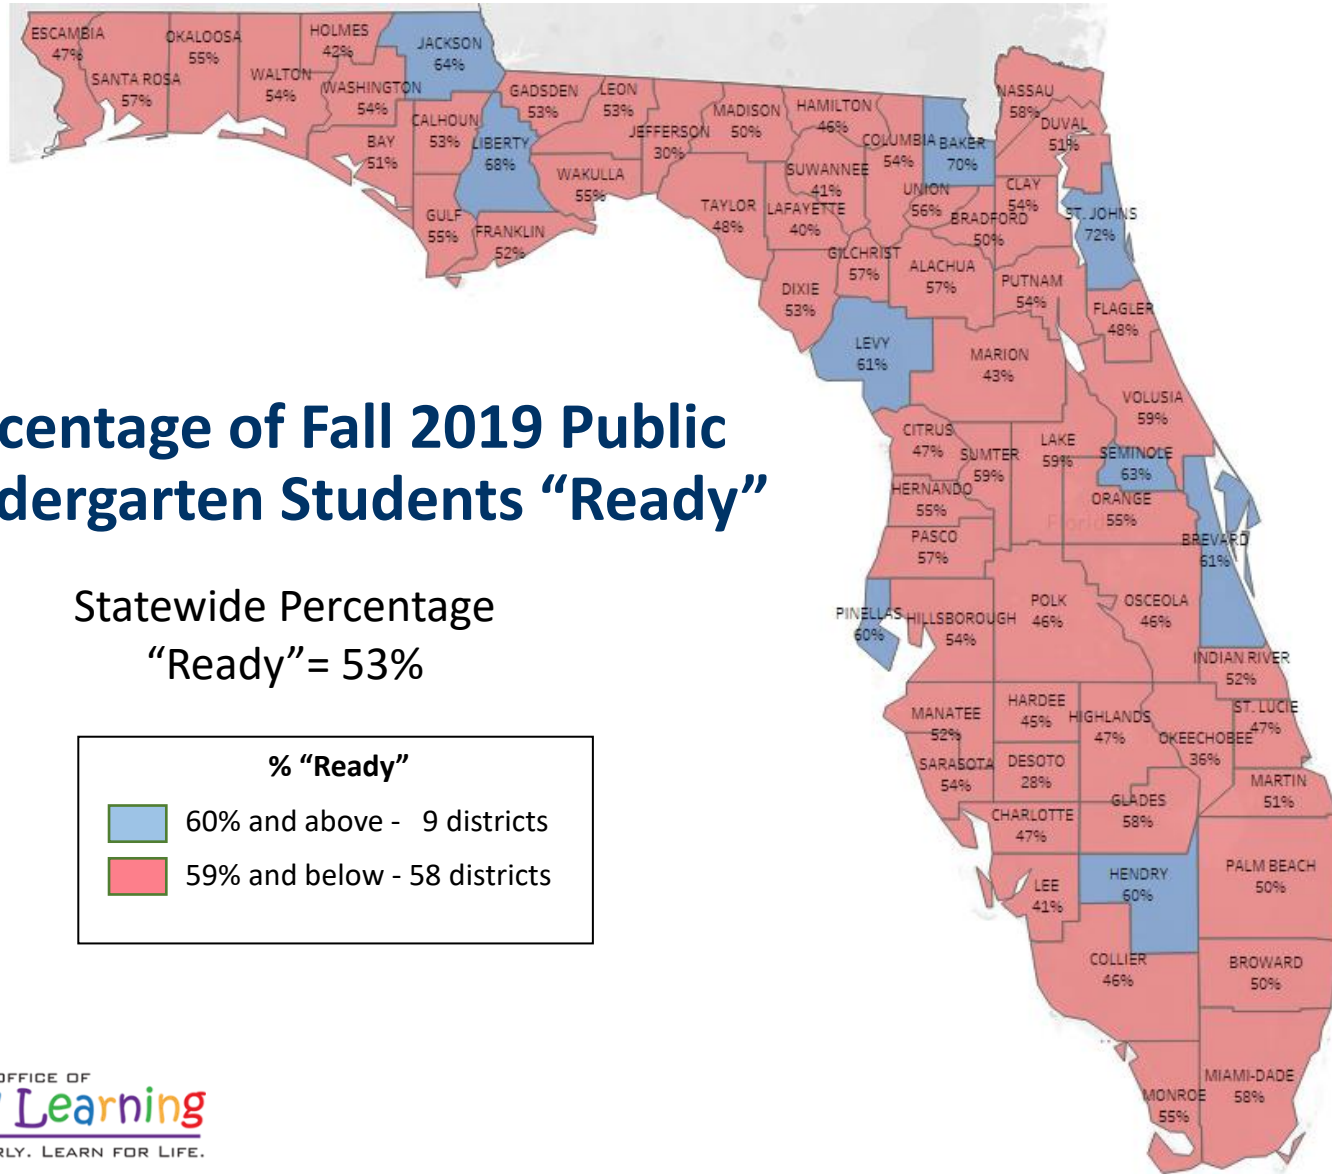 ESCAMBIA
47%
SANTA ROSA
57%
OKALOOSA
55%
WALTON
54%
HOLMES
42%
WASHINGTON
54%
JACKSON
64%
BAY
51%
CALHOUN
53%
LIBERTY
68%
GULF
55%
FRANKLIN
52%
GADSDEN
53%
LEON
53%
WAKULLA
55%
JEFFERSON
30%
MADISON
50%
TAYLOR
48%
HAMILTON
46%
SUWANNEE
41%
LAFAYETTE
40%
COLUMBIA
54%
BAKER
70%
UNION
56%
BRADFORD
50%
NASSAU
58%
DUVAL
51%
CLAY
54%
ST. JOHNS
72%
DIXIE
53%
GILCHRIST
57%
ALACHUA
57%
PUTNAM
54%
FLAGLER
48%
LEVY
61%
MARION
43%
VOLUSIA
59%
centage of Fall 2019 Public
dergarten Students “Ready”
Statewide Percentage
“Ready”= 53%
% “Ready”
60% and above - 9 districts
59% and below - 58 districts
CITRUS
47%
SUMTER
59%
LAKE
59%
SEMINOLE
63%
HERNANDO
55%
ORANGE
55%
Florid
PASCO
57%
BREVARD
61%
PINELLAS
60%
HILLSBOROUGH
54%
POLK
46%
OSCEOLA
46%
INDIAN RIVER
52%
MANATEE
52%
HARDEE
45%
HIGHLANDS
47%
OKEECHOBEE
36%
ST. LUCIE
47%
SARASOTA
54%
DESOTO
28%
MARTIN
51%
CHARLOTTE
47%
GLADES
58%
LEE
41%
HENDRY
60%
PALM BEACH
50%
COLLIER
46%
BROWARD
50%
MONROE
55%
MIAMI-DADE
58%
OFFICE OF
Learning
RLY. LEARN FOR LIFE.